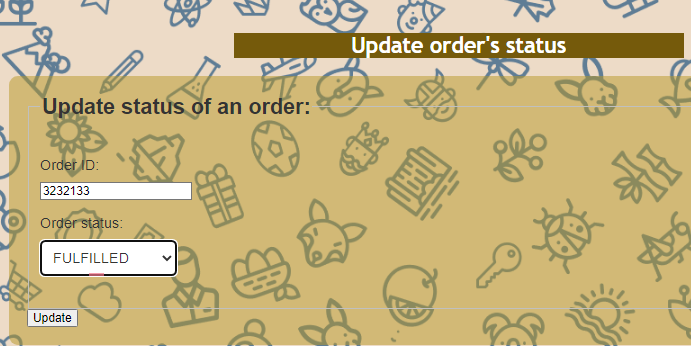 Update order's status
Update status of an order:
Order ID:
3232133
Order status:
FULFILLED
Update